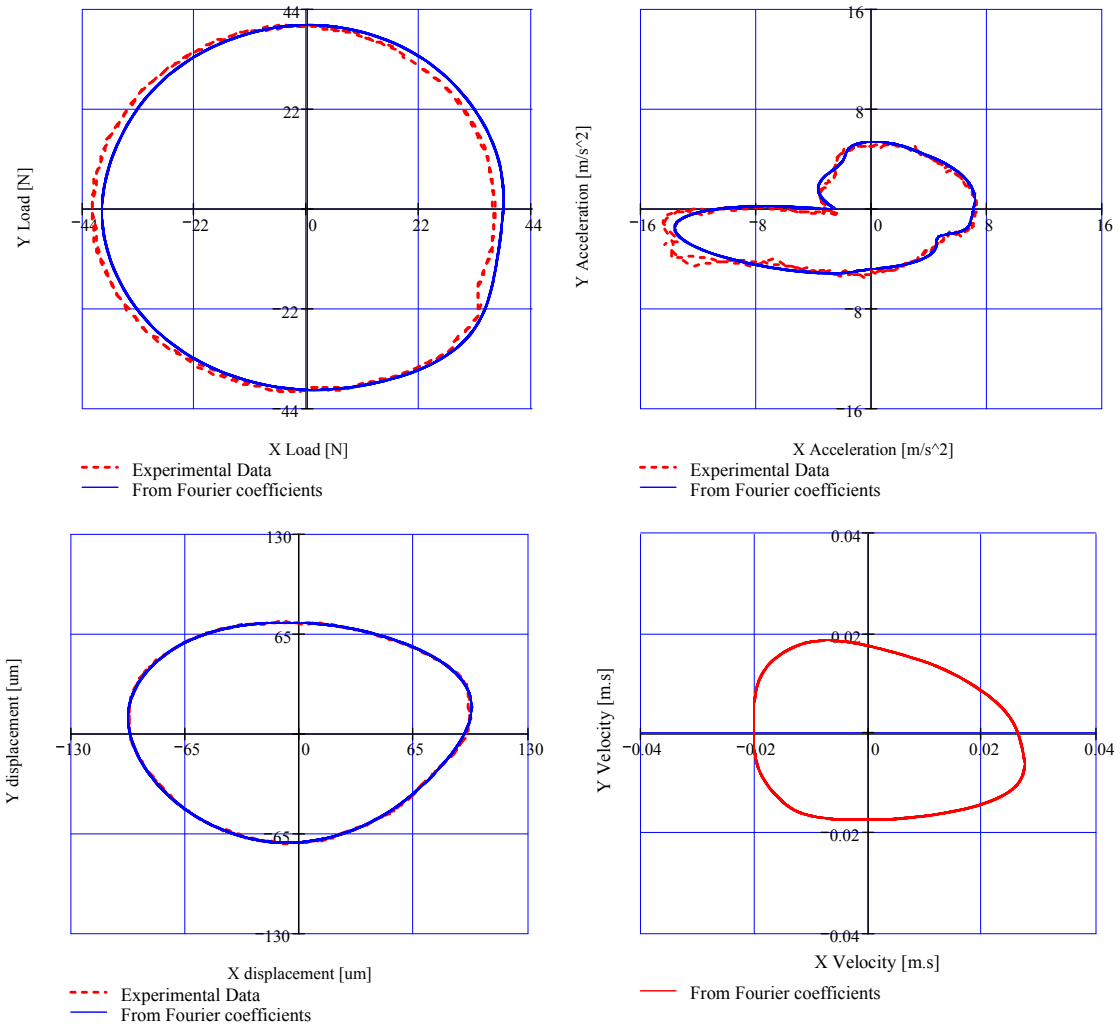 44
22
Y Load [N]
−44
−22
0
22
44
−22
−44
X Load [N]
Experimental Data
From Fourier coefficients
16
8
Y Acceleration [m/s^2]
−16
−8
0
8
16
−8
−16
X Acceleration [m/s^2]
Experimental Data
From Fourier coefficients
130
65
Y displacement [um]
−130
−65
0
65
130
−65
−130
X displacement [um]
Experimental Data
From Fourier coefficients
0.04
0.02
Y Velocity [m.s]
−0.04
−0.02
0
0.02
0.04
−0.02
−0.04
X Velocity [m.s]
From Fourier coefficients